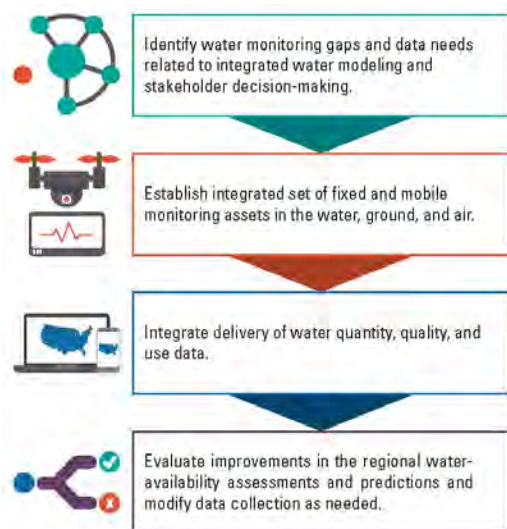 Identify water monitoring gaps and data needs
related to integrated water modeling and
stakeholder decision-making.
Establish integrated set of fixed and mobile
monitoring assets in the water, ground, and air.
Integrate delivery of water quantity, quality, and
use data.
Evaluate improvements in the regional water-
availability assessments and predictions and
modify data collection as needed.